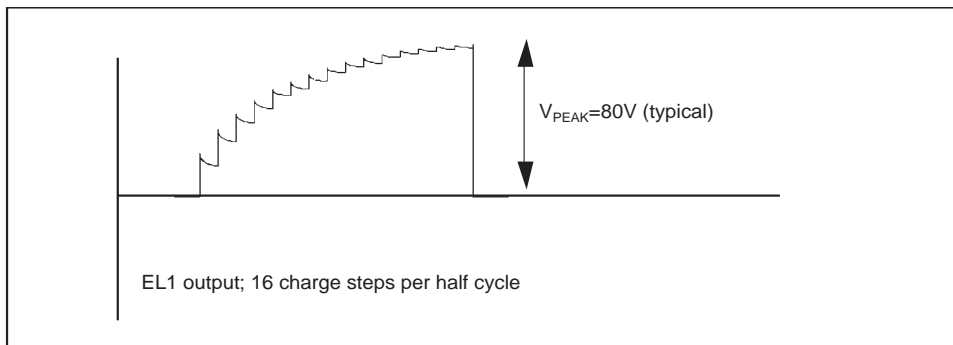 V_PEAK=80V (typical)
EL1 output; 16 charge steps per half cycle